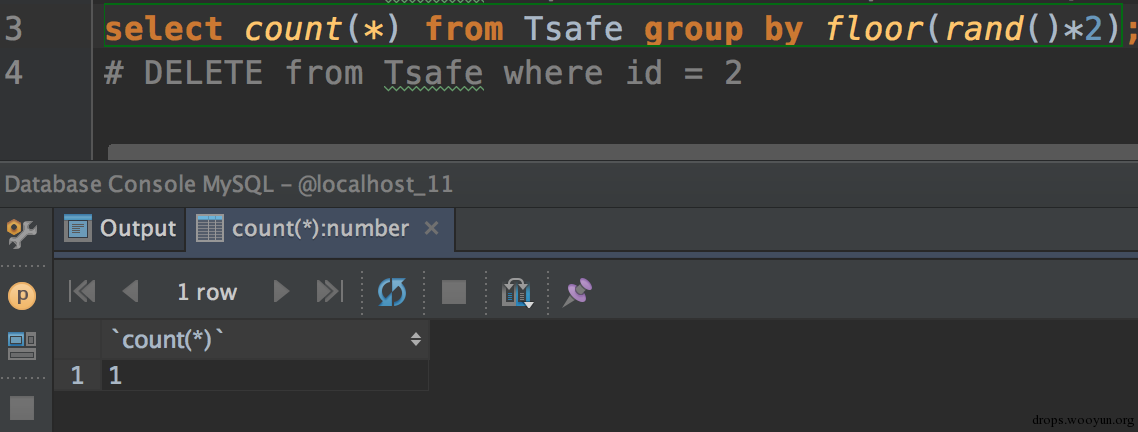 3 select count(*) from Tsafe group by floor(rand()*2);
4 # DELETE from Tsafe where id = 2
Database Console MySQL – @localhost_11
Output count(*):number ×
1 row
P
`count(*)`
1 1
drops.wooyun.org